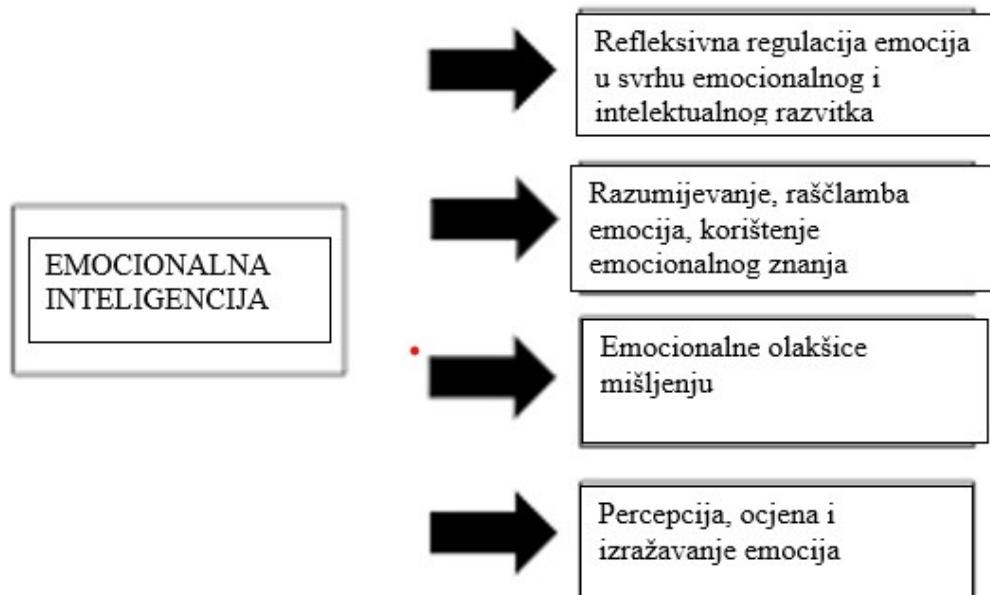 EMOCIONALNA
INTELIGENCIJA
Refleksivna regulacija emocija
u svrhu emocionalnog i
intelektualnog razvitka
Razumijevanje, raščlamba
emocija, korištenje
emocionalnog znanja
Emocionalne olakšice
mišljenju
Percepcija, ocjena i
izražavanje emocija